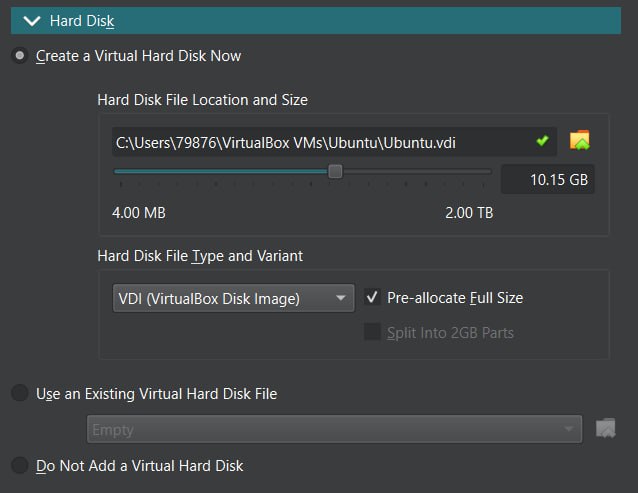 Hard Disk
Create a Virtual Hard Disk Now
Hard Disk File Location and Size
C:\Users\79876\VirtualBox VMs\Ubuntu\Ubuntu.vdi
10.15 GB
4.00 MB 2.00 TB
Hard Disk File Type and Variant
VDI (VirtualBox Disk Image) Pre-allocate Full Size
Split Into 2GB Parts
Use an Existing Virtual Hard Disk File
Empty
Do Not Add a Virtual Hard Disk